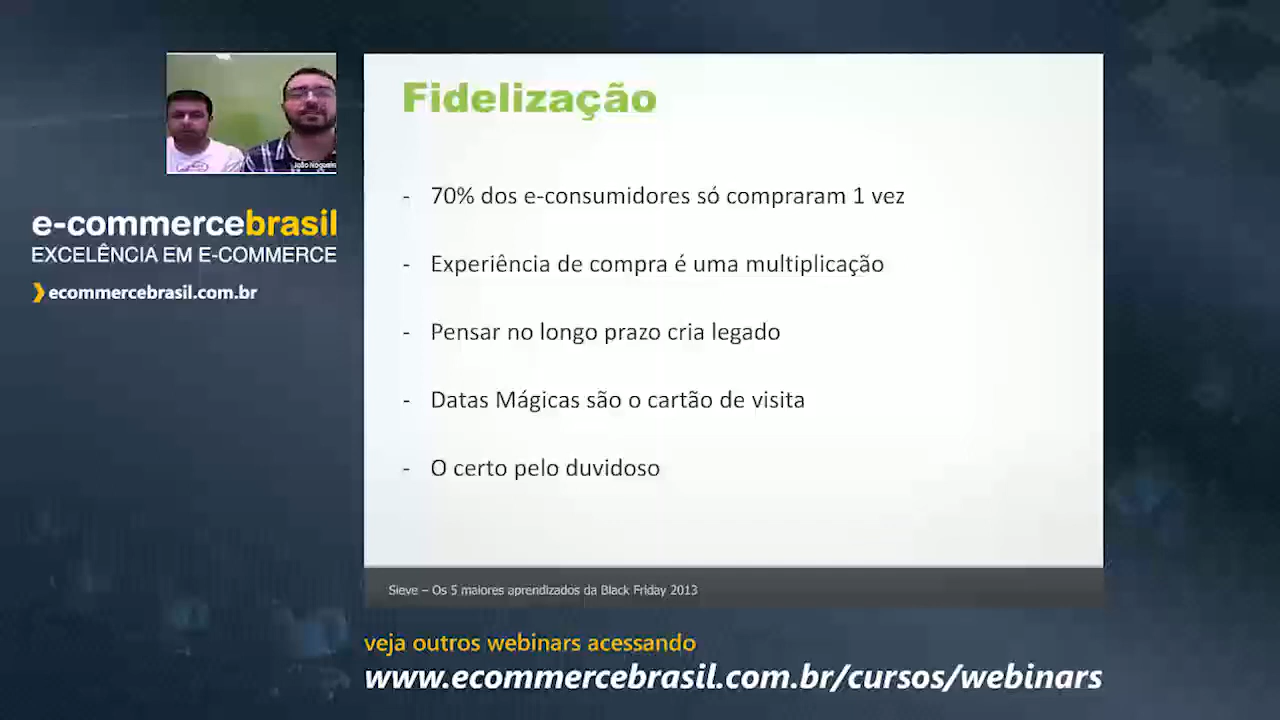 João Nogueira
e-commercebrasil
EXCELÊNCIA EM E-COMMERCE
ecommercebrasil.com.br
Fidelização
- 70% dos e-consumidores só compraram 1 vez
- Experiência de compra é uma multiplicação
- Pensar no longo prazo cria legado
- Datas Mágicas são o cartão de visita
- O certo pelo duvidoso
Sieve – Os 5 maiores aprendizados da Black Friday 2013
veja outros webinars acessando
www.ecommercebrasil.com.br/cursos/webinars